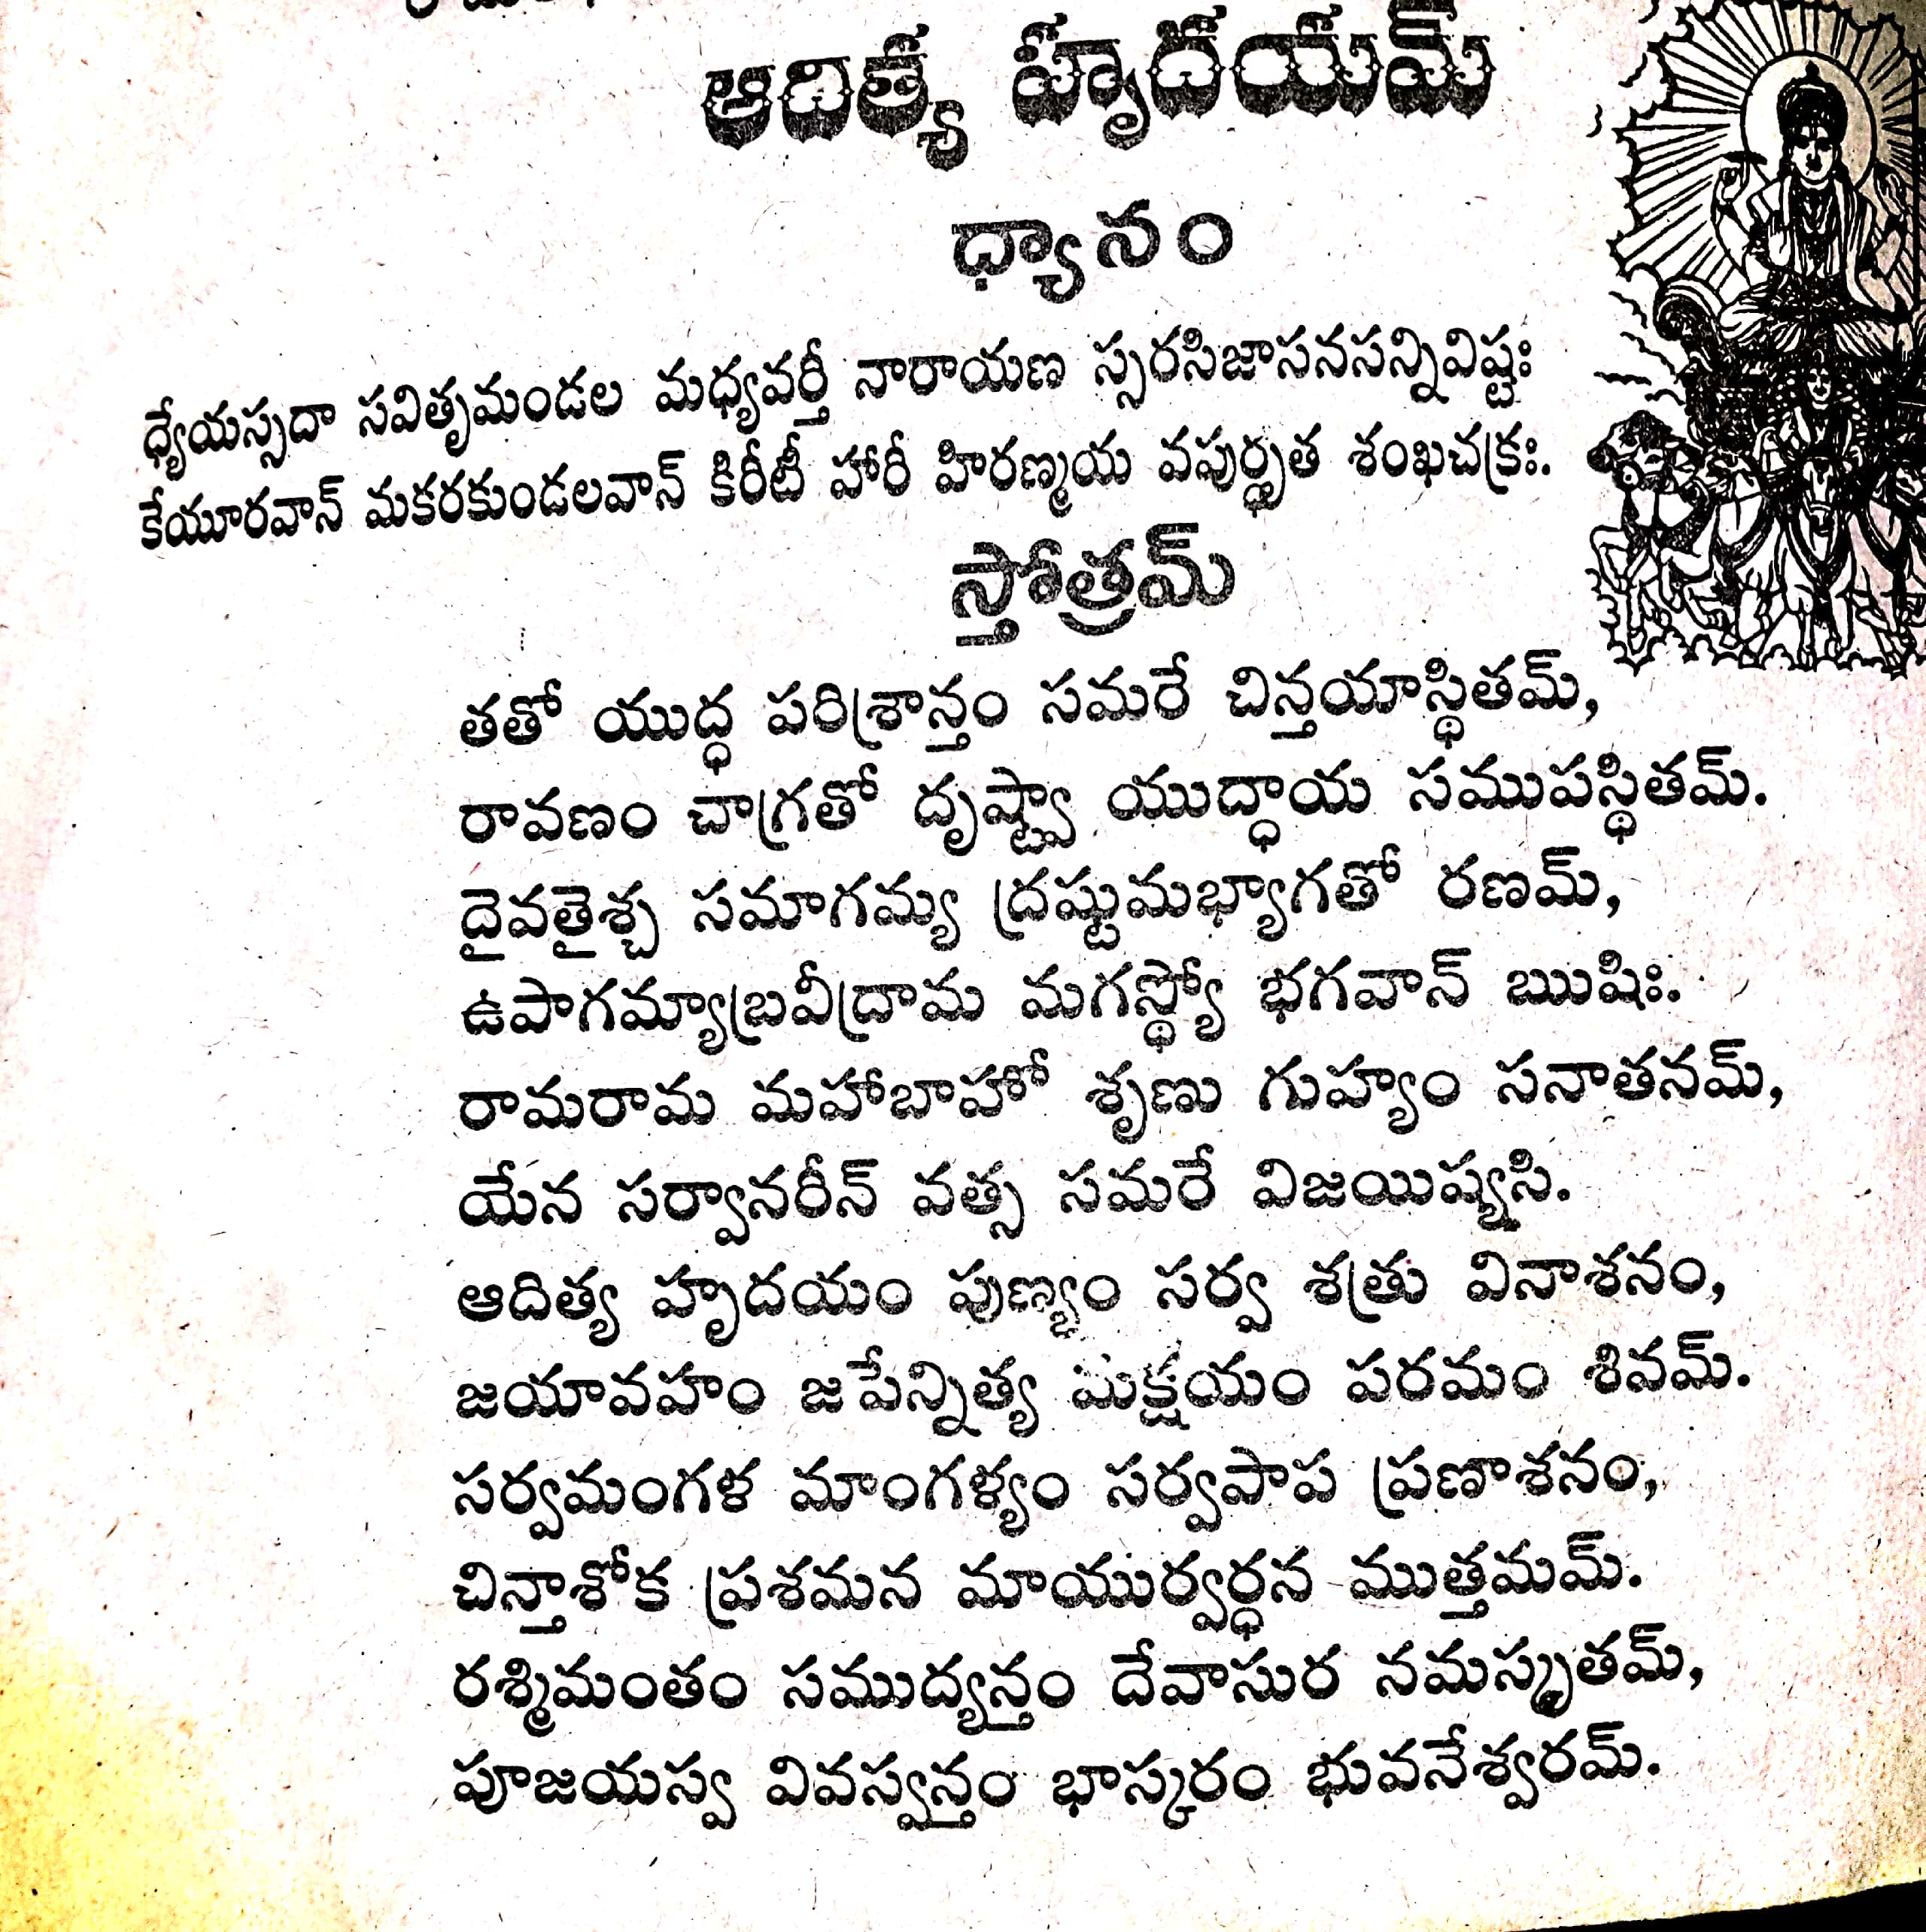 ఆదిత్య హృదయమ్
ధ్యానం
ధ్యేయస్సదా సవితృమండల మధ్యవర్తీ నారాయణ స్సరసిజాసనసన్నివిష్టః
కేయూరవాన్ మకరకుండలవాన్ కిరీటీ హారీ హిరణ్మయ వపుర్ధృత శంఖచక్రః.
స్తోత్రమ్
తతో యుద్ధ పరిశ్రాన్తం సమరే చిన్తయాస్థితమ్,
రావణం చాగ్రతో దృష్ట్వా యుద్ధాయ సముపస్థితమ్.
దైవతైశ్చ సమాగమ్య ద్రష్టుమభ్యాగతో రణమ్,
ఉపాగమ్యాబ్రవీద్రామ మగస్త్యో భగవాన్ ఋషిః.
రామరామ మహాబాహో శృణు గుహ్యం సనాతనమ్,
యేన సర్వానరీన్ వత్స సమరే విజయిష్యసి.
ఆదిత్య హృదయం పుణ్యం సర్వ శత్రు వినాశనం,
జయావహం జపేన్నిత్య మక్షయం పరమం శివమ్.
సర్వమంగళ మాంగళ్యం సర్వపాప ప్రణాశనం,
చిన్తాశోక ప్రశమన మాయుర్వర్ధన ముత్తమమ్.
రశ్మిమంతం సముద్యన్తం దేవాసుర నమస్కృతమ్,
పూజయస్వ వివస్వన్తం భాస్కరం భువనేశ్వరమ్.